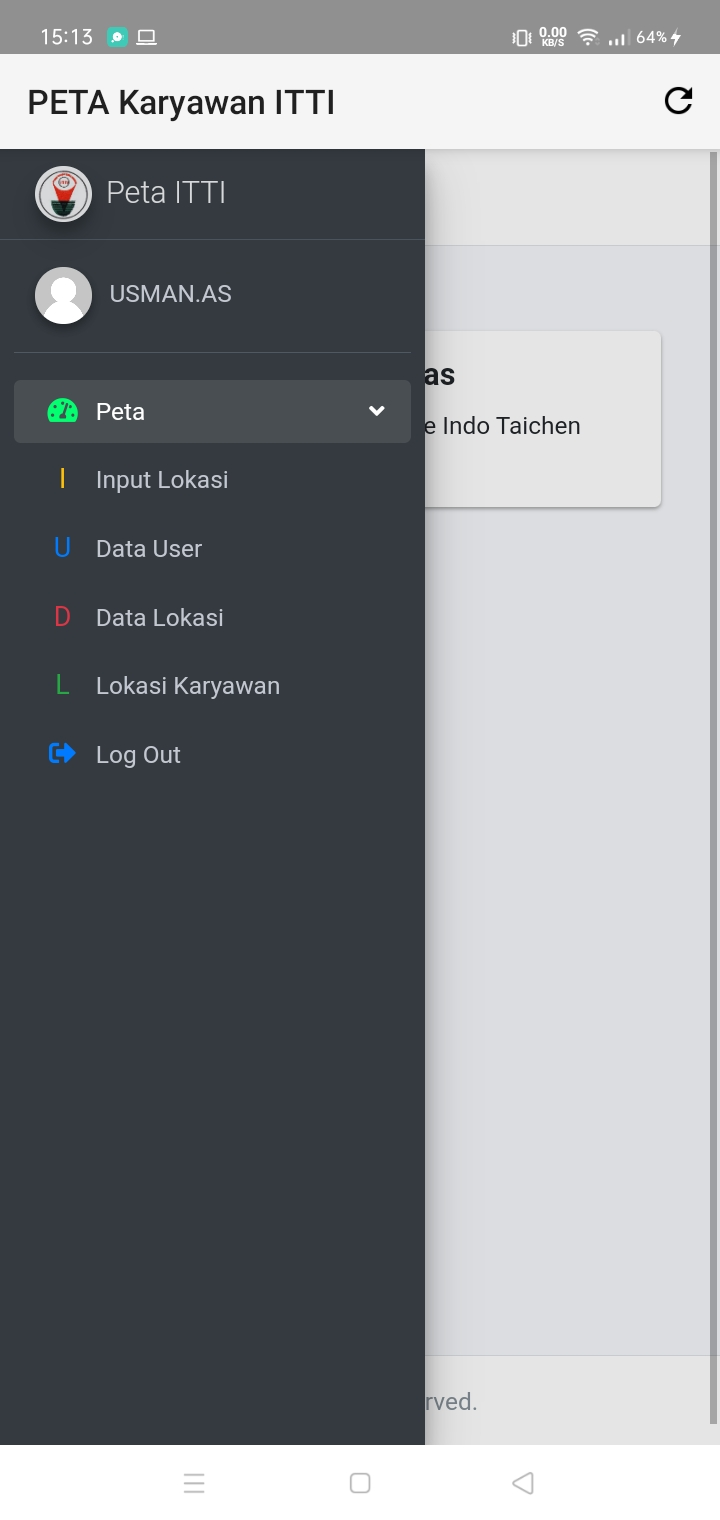 15:13
0.00
KB/S
64%
PETA Karyawan ITTI
Peta ITTI
USMAN.AS
as
Peta
e Indo Taichen
I Input Lokasi
U Data User
D Data Lokasi
L Lokasi Karyawan
Log Out
rved.